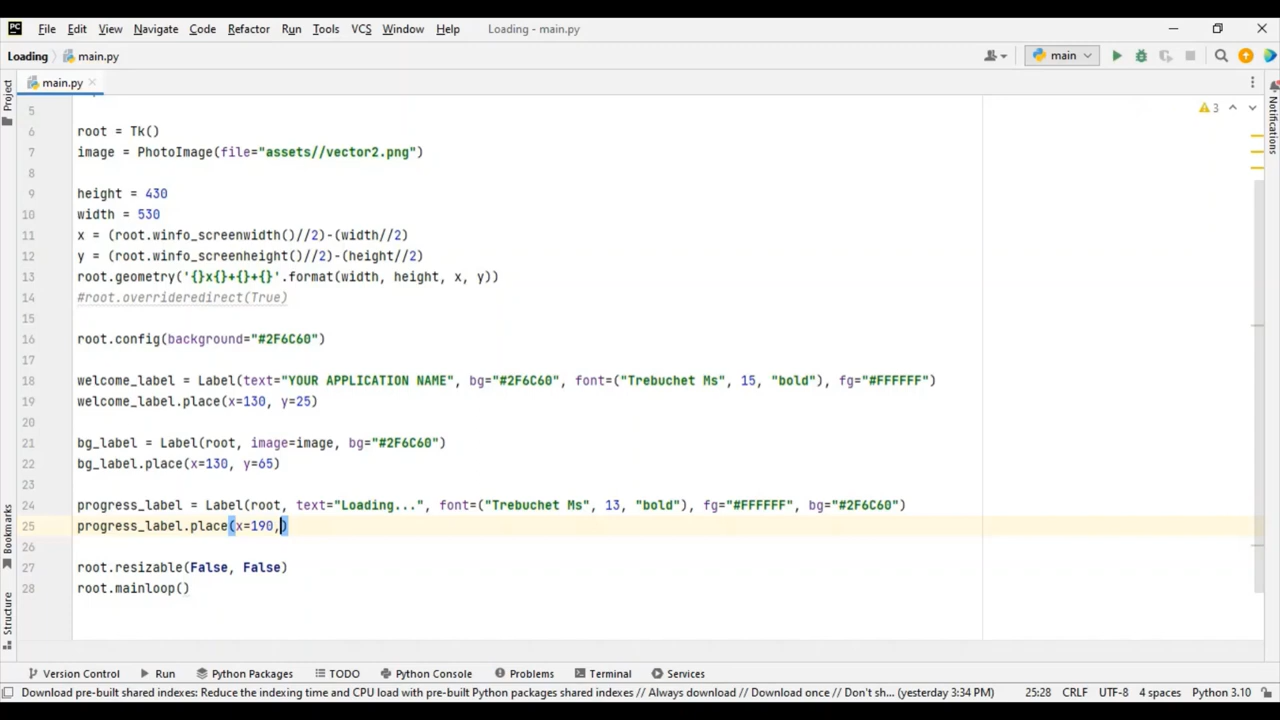 PC File Edit View Navigate Code Refactor Run Tools VCS Window Help Loading - main.py
Loading main.py main
main.py 3
Project
Notifications
5
6 root = Tk()
7 image = PhotoImage(file="assets//vector2.png")
8
9 height = 430
10 width = 530
11 x = (root.winfo_screenwidth()//2)-(width//2)
12 y = (root.winfo_screenheight()//2)-(height//2)
13 root.geometry('{}x{}+{}+{}'.format(width, height, x, y))
14 #root.overrideredirect(True)
15
16 root.config(background="#2F6C60")
17
18 welcome_label = Label(text="YOUR APPLICATION NAME", bg="#2F6C60", font=("Trebuchet Ms", 15, "bold"), fg="#FFFFFF")
19 welcome_label.place(x=130, y=25)
20
21 bg_label = Label(root, image=image, bg="#2F6C60")
22 bg_label.place(x=130, y=65)
23
24 progress_label = Label(root, text="Loading...", font=("Trebuchet Ms", 13, "bold"), fg="#FFFFFF", bg="#2F6C60")
25 progress_label.place(x=190,)
26
27 root.resizable(False, False)
28 root.mainloop()
Bookmarks
Structure
Version Control Run Python Packages TODO Python Console Problems Terminal Services
Download pre-built shared indexes: Reduce the indexing time and CPU load with pre-built Python packages shared indexes // Always download // Download once // Don't sh... (yesterday 3:34 PM) 25:28 CRLF UTF-8 4 spaces Python 3.10